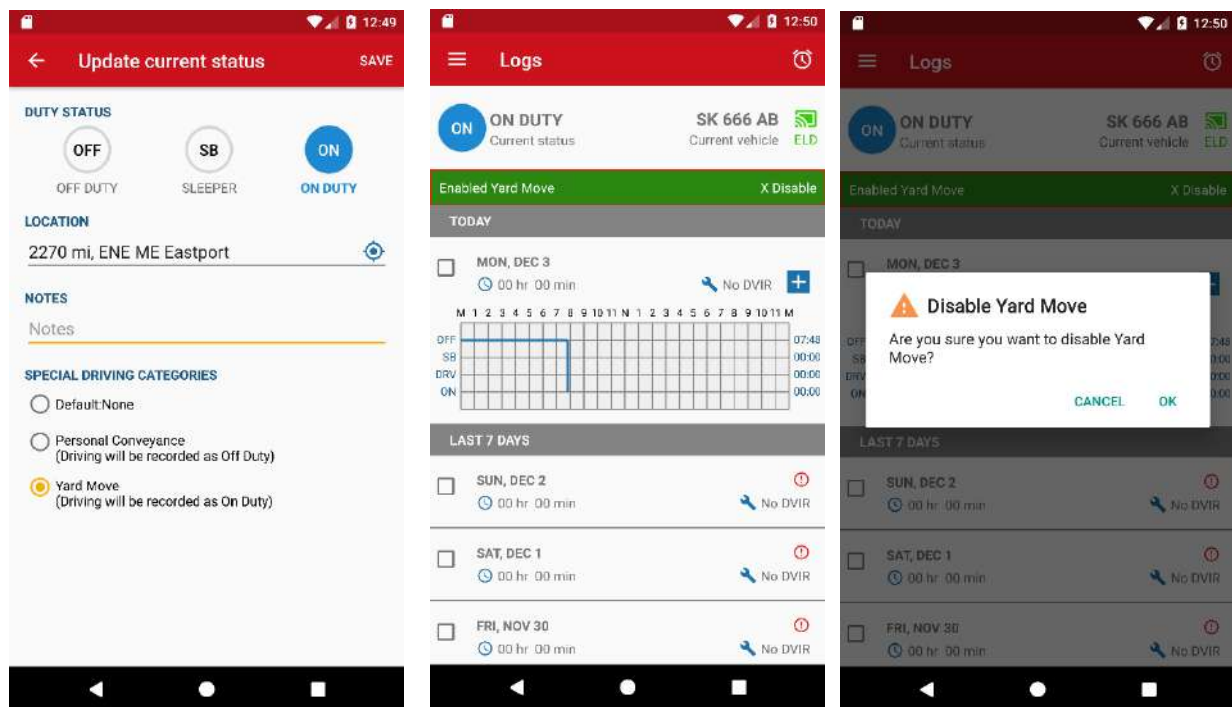 12:49
Update current status SAVE
DUTY STATUS
OFF SB ON
OFF DUTY SLEEPER ON DUTY
LOCATION
2270 mi, ENE ME Eastport
NOTES
Notes
SPECIAL DRIVING CATEGORIES
Default:None
Personal Conveyance
(Driving will be recorded as Off Duty)
Yard Move
(Driving will be recorded as On Duty)
12:50
Logs
ON ON DUTY SK 666 AB
Current status Current vehicle ELD
Enabled Yard Move X Disable
TODAY
MON, DEC 3
00 hr 00 min No DVIR
M 1 2 3 4 5 6 7 8 9 10 11 N 1 2 3 4 5 6 7 8 9 10 11 M
OFF 07:48
SB 00:00
DRV 00:00
ON 00:00
LAST 7 DAYS
SUN, DEC 2
00 hr 00 min No DVIR
SAT, DEC 1
00 hr 00 min No DVIR
FRI, NOV 30
00 hr 00 min No DVIR
12:50
Logs
ON ON DUTY SK 666 AB
Current status Current vehicle ELD
Enabled Yard Move X Disable
TODAY
MON, DEC 3
Disable Yard Move
Are you sure you want to disable Yard
Move?
CANCEL OK
LAST 7 DAYS
SUN, DEC 2
00 hr 00 min No DVIR
SAT, DEC 1
00 hr 00 min No DVIR
FRI, NOV 30
00 hr 00 min No DVIR